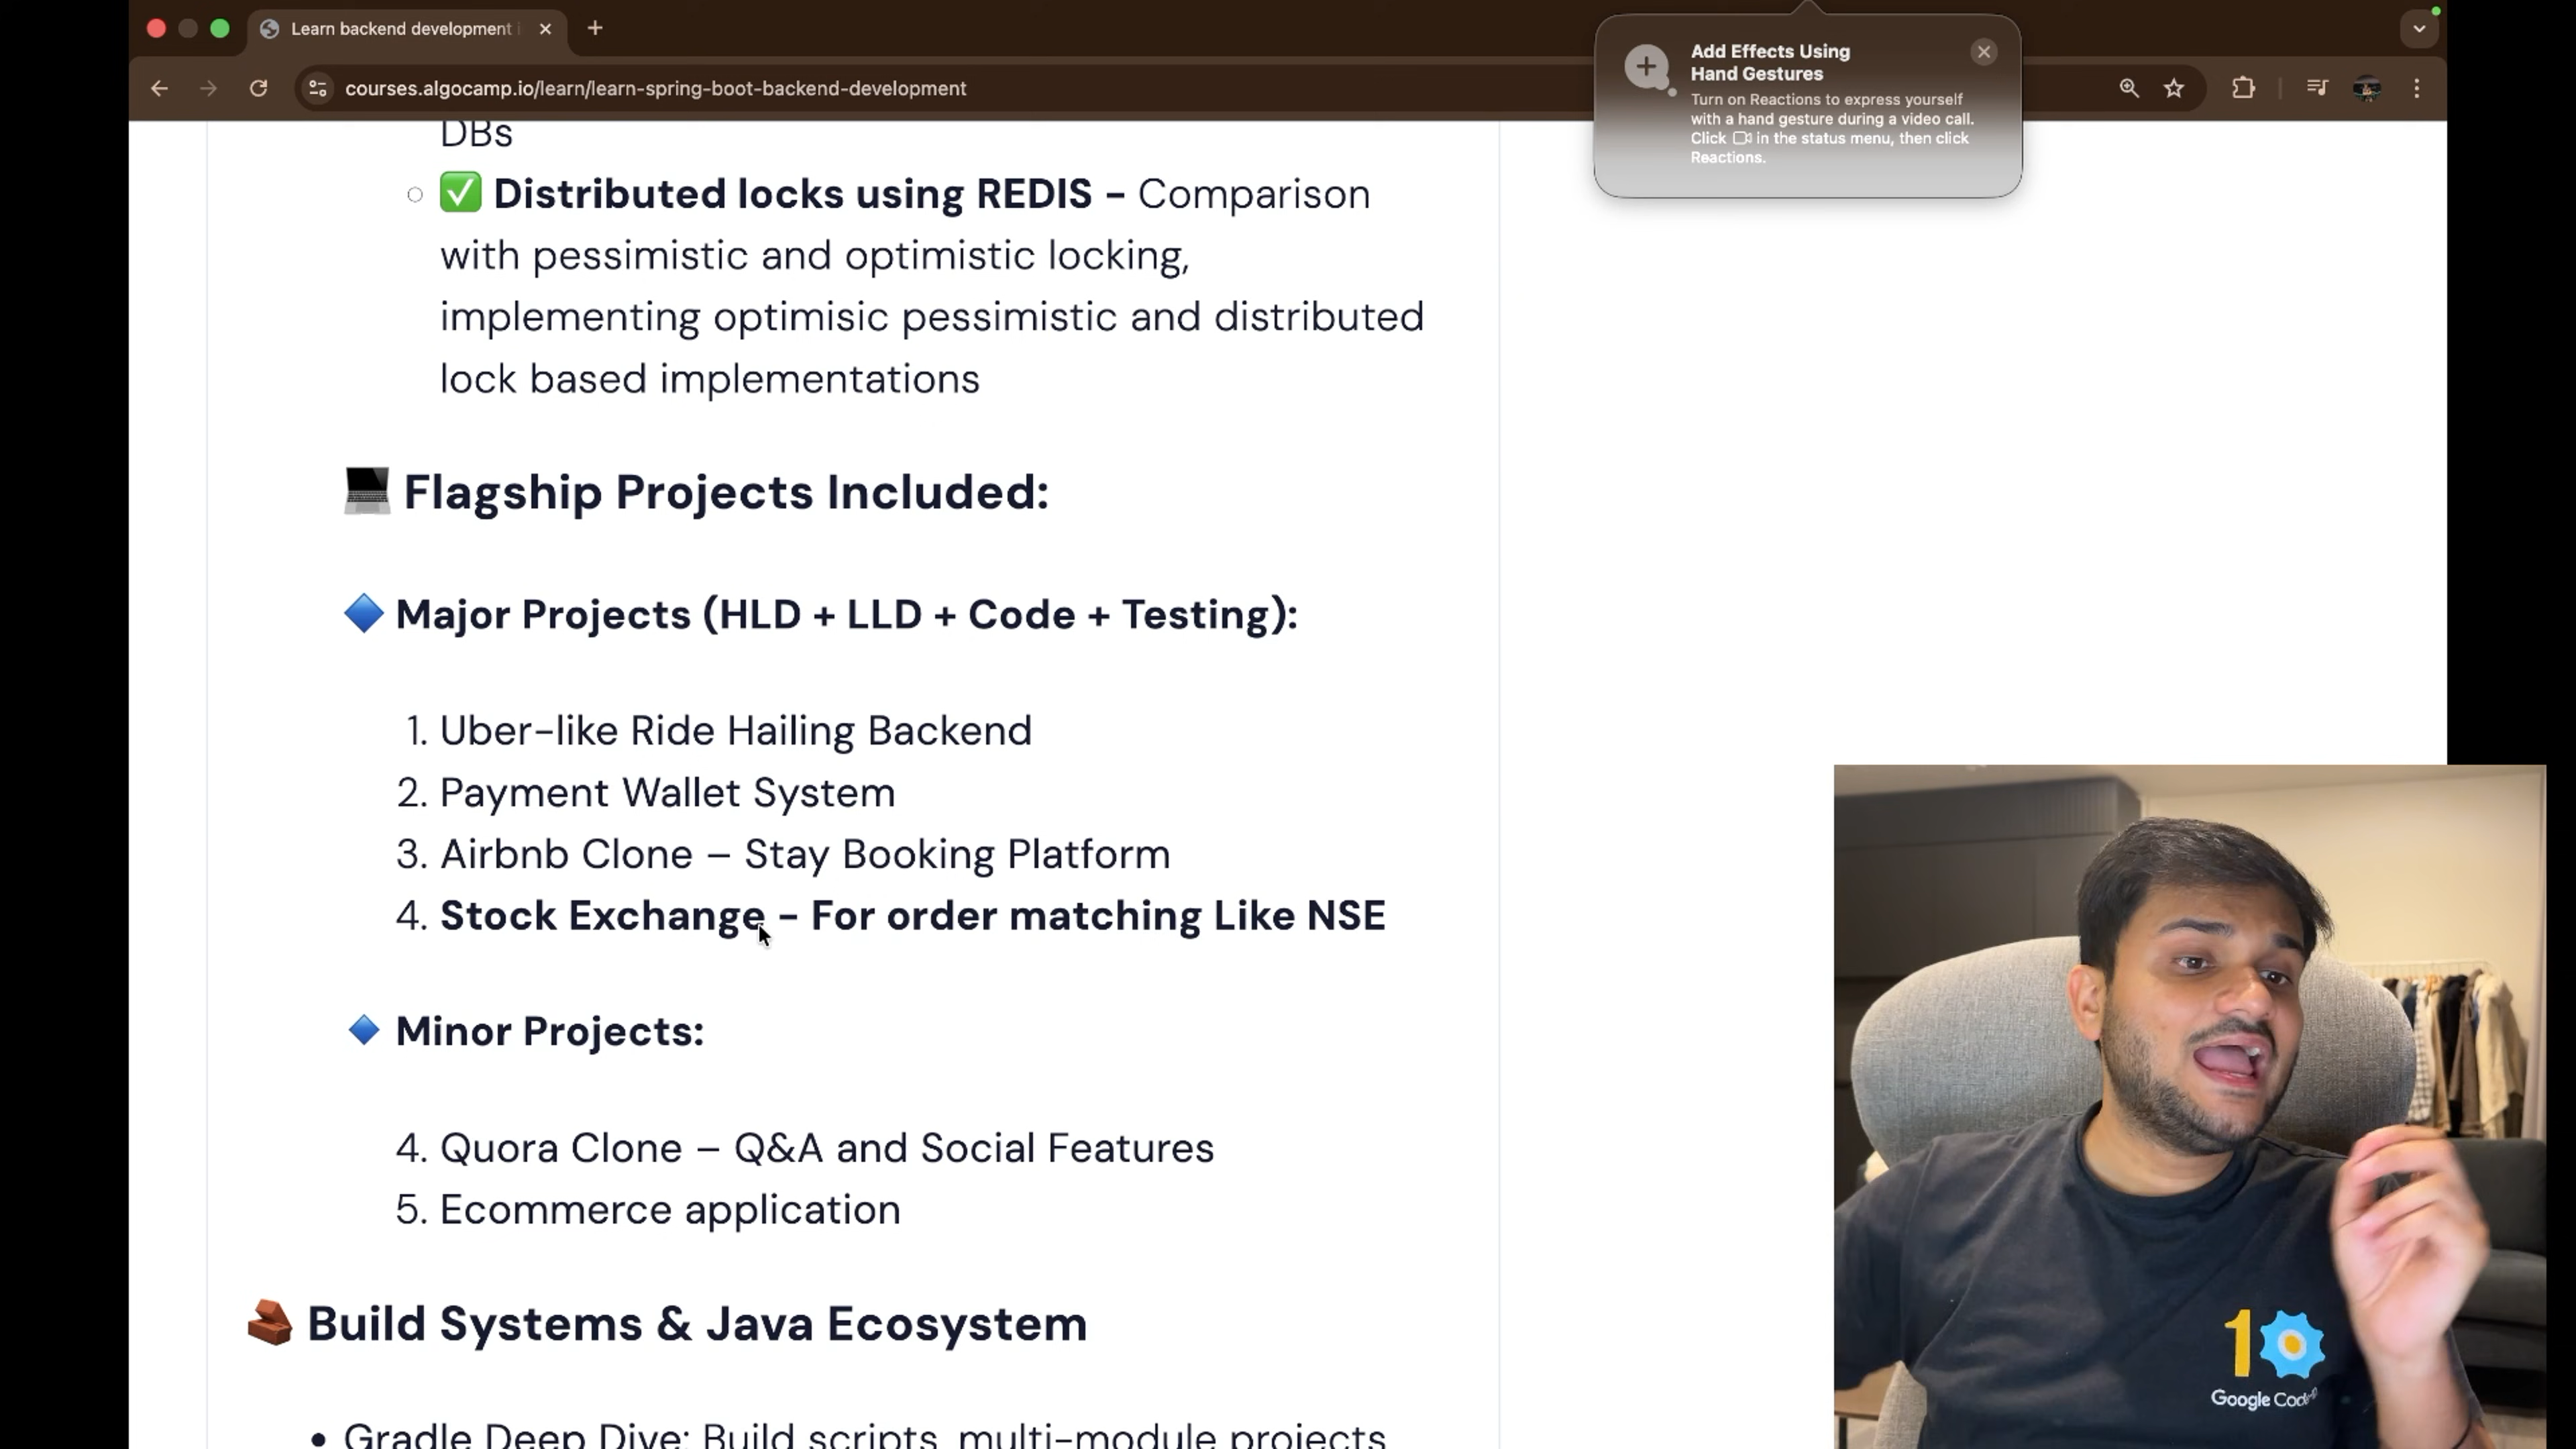 Learn backend development
courses.algocamp.io/learn/learn-spring-boot-backend-development
Add Effects Using
Hand Gestures
Turn on Reactions to express yourself
with a hand gesture during a video call.
Click in the status menu, then click
Reactions.
DBs
✅ Distributed locks using REDIS - Comparison
with pessimistic and optimistic locking,
implementing optimisic pessimistic and distributed
lock based implementations
Flagship Projects Included:
Major Projects (HLD + LLD + Code + Testing):
1. Uber-like Ride Hailing Backend
2. Payment Wallet System
3. Airbnb Clone – Stay Booking Platform
4. Stock Exchange - For order matching Like NSE
Minor Projects:
4. Quora Clone – Q&A and Social Features
5. Ecommerce application
Build Systems & Java Ecosystem
• Gradle Deep Dive: Build scripts, multi-module projects
10
Google Code